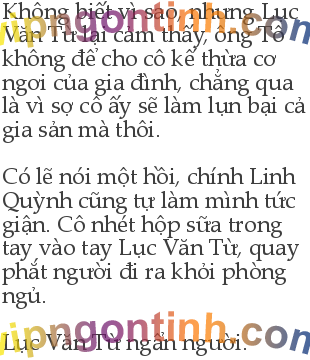 Không biết vì sao, nhưng Lục
Văn Từ lại cảm thấy, ông Tô
không để cho cô kế thừa cơ
ngơi của gia đình, chẳng qua
là vì sợ cô ấy sẽ làm lụn bại cả
gia sản mà thôi.
Có lẽ nói một hồi, chính Linh
Quỳnh cũng tự làm mình tức
giận. Cô nhét hộp sữa trong
tay vào tay Lục Văn Từ, quay
phắt người đi ra khỏi phòng
ngủ.
Lục Văn Từ ngẩn người.
vipngontinh.com
vipngontinh.com